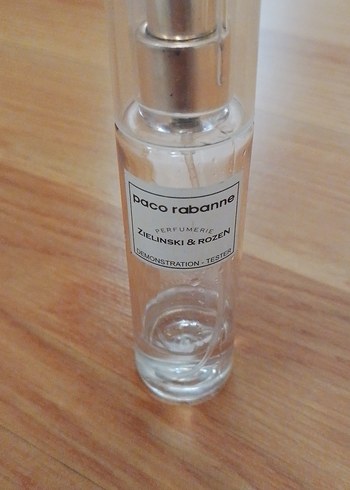 paco rabanne
PERFUMERIE
ZIELINSKI & ROZEN
DEMONSTRATION - TESTER